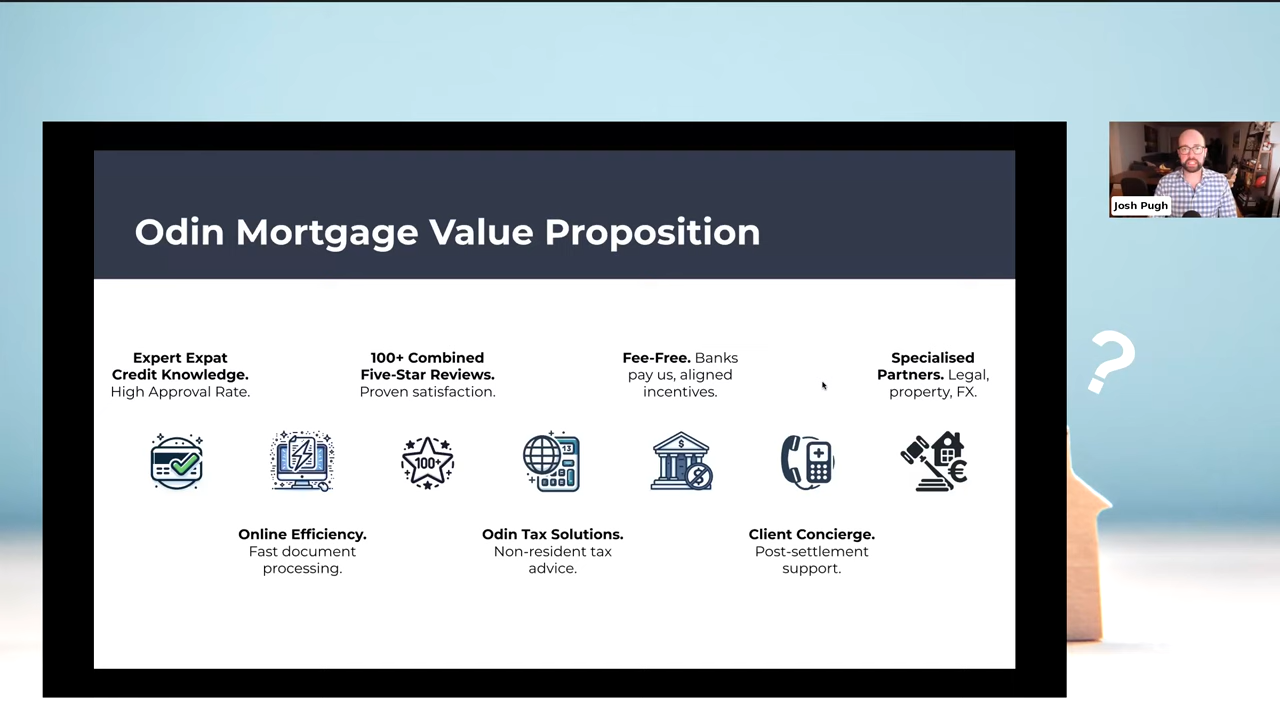 Odin Mortgage Value Proposition
Expert Expat
Credit Knowledge.
High Approval Rate.
100+ Combined
Five-Star Reviews.
Proven satisfaction.
Fee-Free. Banks
pay us, aligned
incentives.
Specialised
Partners. Legal,
property, FX.
100+
$
13
$
€
Online Efficiency.
Fast document
processing.
Odin Tax Solutions.
Non-resident tax
advice.
Client Concierge.
Post-settlement
support.
Josh Pugh
?